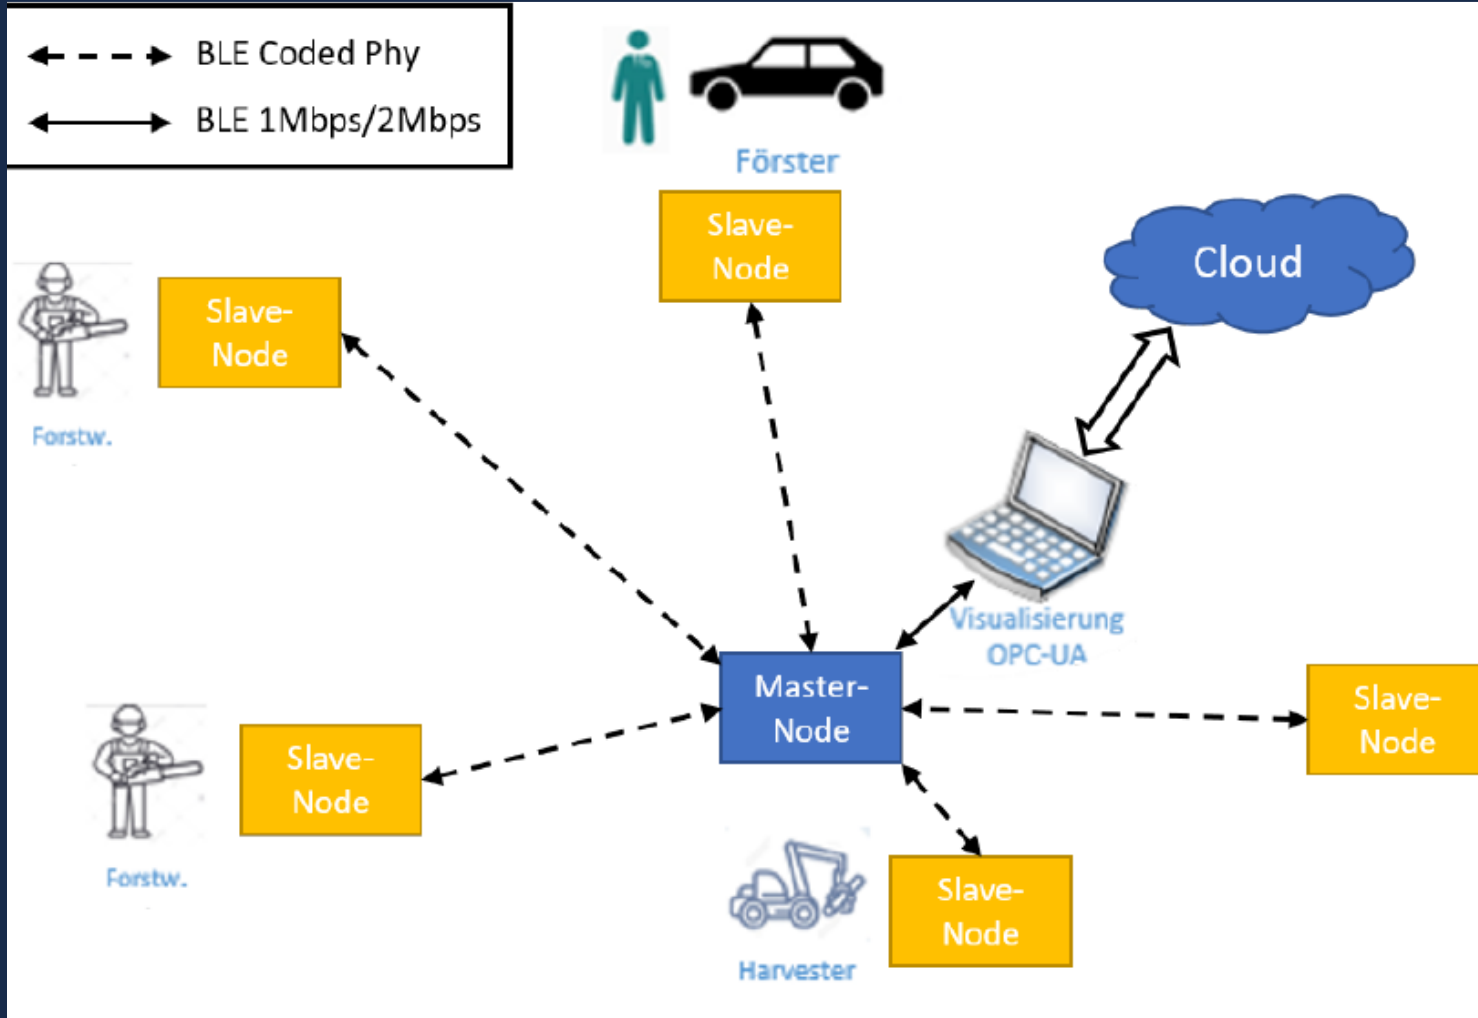 BLE Coded Phy
BLE 1Mbps/2Mbps
Förster
Slave-
Node
Cloud
Slave-
Node
Forstw.
Visualisierung
OPC-UA
Master-
Node
Slave-
Node
Slave-
Node
Forstw.
Slave-
Node
Harvester